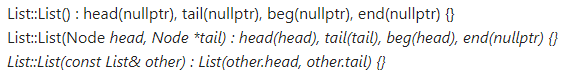 List::List() : head(nullptr), tail(nullptr), beg(nullptr), end(nullptr) {}
List::List(Node head, Node *tail) : head(head), tail(tail), beg(head), end(nullptr) {}
List::List(const List& other) : List(other.head, other.tail) {}